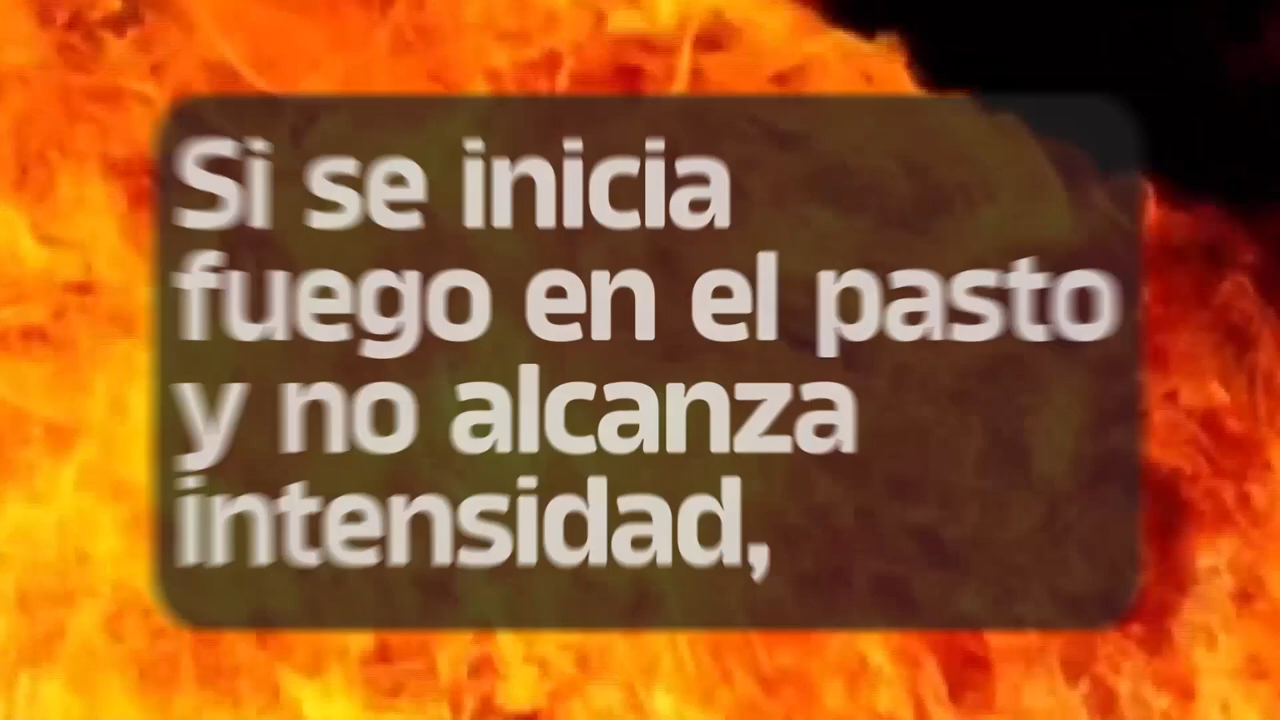 Si se inicia
fuego en el pasto
y no alcanza
intensidad,